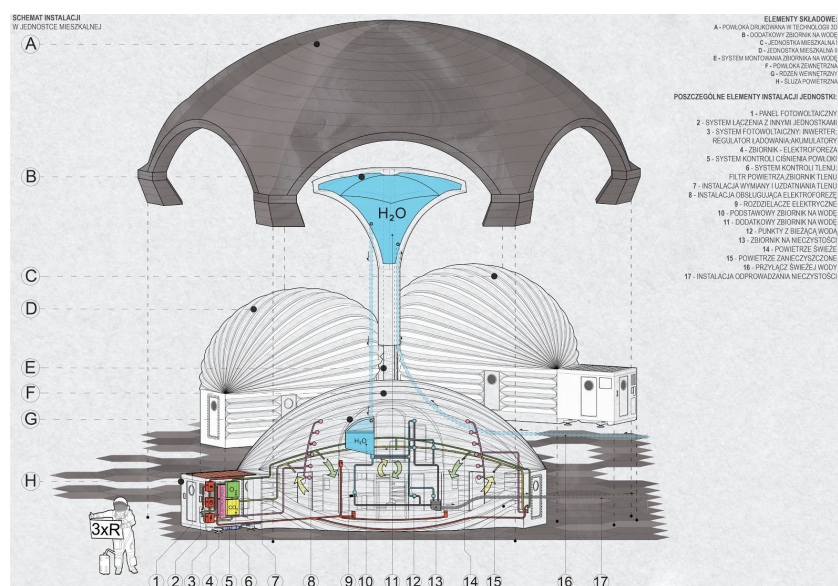 SCHEMAT INSTALACJI
W JEDNOSTCE MIESZKALNEJ
ELEMENTY SKŁADOWE:
A - POWŁOKA DRUKOWANA W TECHNOLOGII 3D
B - DODATKOWY ZBIORNIK NA WODĘ
C - JEDNOSTKA MIESZKALNA I
D - JEDNOSTKA MIESZKALNA II
E - SYSTEM MONTOWANIA ZBIORNIKA NA WODĘ
F - POWŁOKA ZEWNĘTRZNA
G - RDZEŃ WEWNĘTRZNY
H - ŚLUZA POWIETRZNA
POSZCZEGÓLNE ELEMENTY INSTALACJI JEDNOSTKI:
1 - PANEL FOTOWOLTAICZNY
2 - SYSTEM ŁĄCZENIA Z INNYMI JEDNOSTKAMI
3 - SYSTEM FOTOWOLTAICZNY: INWERTER,
REGULATOR ŁADOWANIA,AKUMULATORY
4 - ZBIORNIK - ELEKTROFOREZA
5 - SYSTEM KONTROLI CIŚNIENIA POWŁOKI
6 - SYSTEM KONTROLI TLENU:
FILTR POWIETRZA,ZBIORNIK TLENU
7 - INSTALACJA WYMIANY I UZDATNIANIA TLENU
8 - INSTALACJA OBSŁUGUJĄCA ELEKTROFOREZĘ
9 - ROZDZIELACZE ELEKTRYCZNE
10 - PODSTAWOWY ZBIORNIK NA WODĘ
11 - DODATKOWY ZBIORNIK NA WODĘ
12 - PUNKTY Z BIEŻĄCĄ WODĄ
13 - ZBIORNIK NA NIECZYSTOŚCI
14 - POWIETRZE ŚWIEŻE
15 - POWIETRZE ZANIECZYSZCZONE
16 - PRZYŁĄCZ ŚWIEŻEJ WODY
17 - INSTALACJA ODPROWADZANIA NIECZYSTOŚCI
A
B
H₂O
C
D
E
F
G
H₂O
H
O₂
CO₂
3xR
1 2 3 4 5 6 7 8 9 10 11 12 13 14 15 16 17